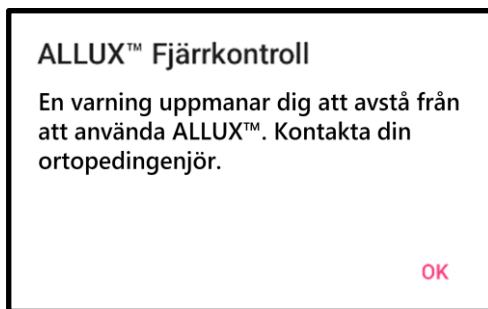 ALLUX™ Fjärrkontroll
En varning uppmanar dig att avstå från
att använda ALLUX™. Kontakta din
ortopedingenjör.
OK